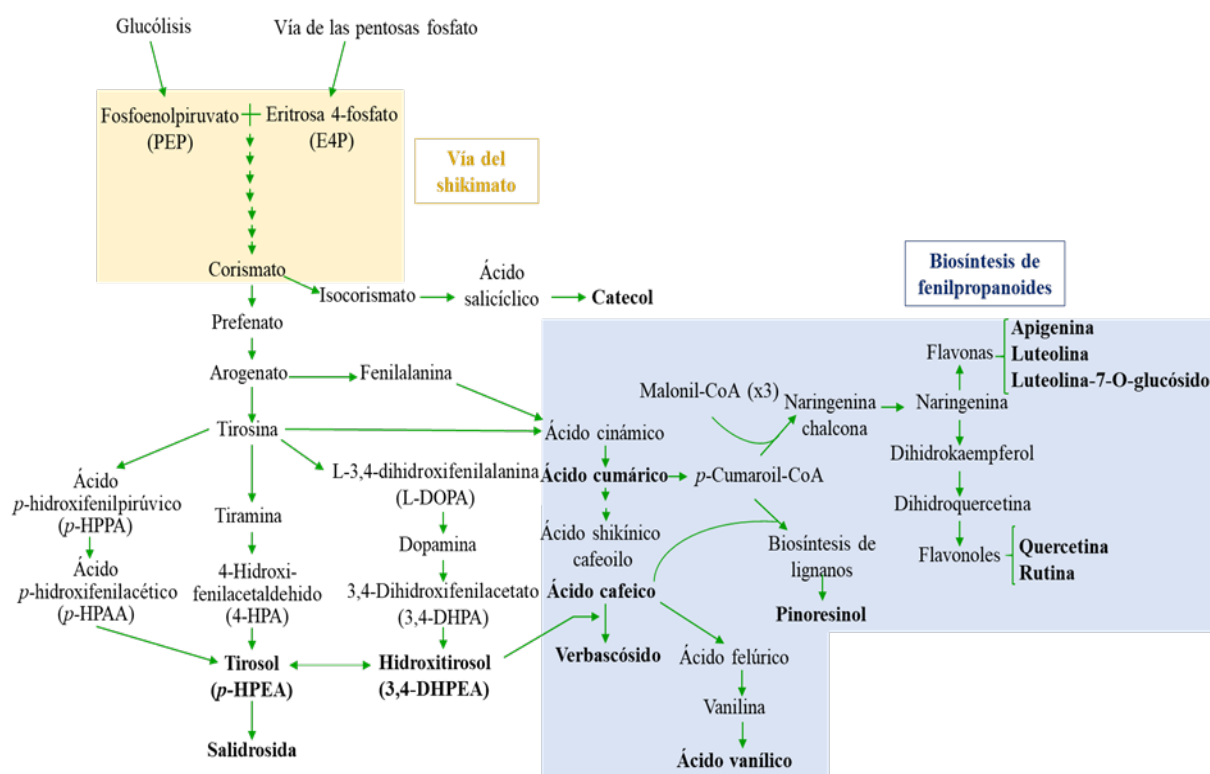 Glucólisis
Vía de las pentosas fosfato
Fosfoenolpiruvato
(PEP)
Eritrosa 4-fosfato
(E4P)
Vía del
shikimato
Corismato
Isocorismato
Ácido
salicíclico
Catecol
Biosíntesis de
fenilpropanoides
Prefenato
Arogenato
Fenilalanina
Tirosina
Malonil-CoA (x3)
Naringenina
chalcona
Naringenina
Flavonas
Apigenina
Luteolina
Luteolina-7-O-glucósido
Ácido cinámico
Ácido cumárico
p-Cumaroil-CoA
Dihidrokaempferol
Dihidroquercetina
Flavonoles
Quercetina
Rutina
Ácido
p-hidroxifenilpirúvico
(p-HPPA)
Tiramina
L-3,4-dihidroxifenilalanina
(L-DOPA)
Dopamina
Ácido shikínico
cafeoilo
Biosíntesis de
lignanos
Pinoresinol
Ácido
p-hidroxifenilacético
(p-HPAA)
4-Hidroxi-
fenilacetaldehido
(4-HPA)
3,4-Dihidroxifenilacetato
(3,4-DHPA)
Ácido cafeico
Tirosol
(p-HPEA)
Hidroxitirosol
(3,4-DHPEA)
Verbascósido
Ácido felúrico
Vanilina
Ácido vanílico
Salidrosida